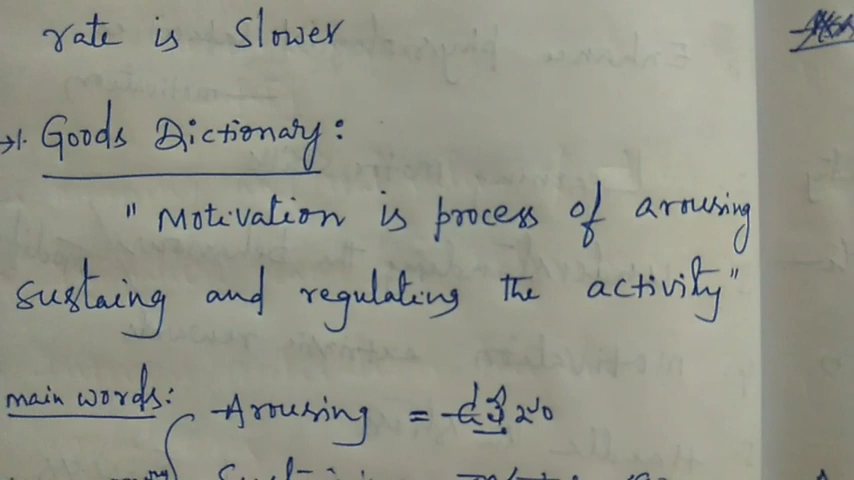 rate is slower
Goods Dictionary:
" Motivation is process of arousing
sustaing and regulating the activity"
main words: Arousing =